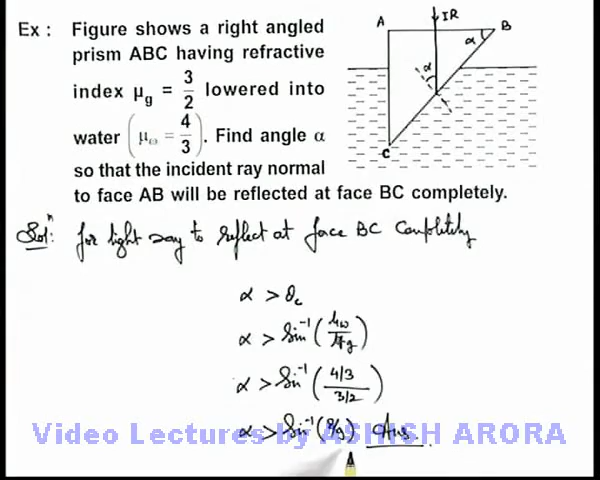 Ex : Figure shows a right angled
prism ABC having refractive
index μg = 3/2 lowered into
water (μω = 4/3). Find angle α
so that the incident ray normal
to face AB will be reflected at face BC completely.
A
IR
B
α
α
C
Solⁿ: for light ray to reflect at face BC Completely
α > θc
α > Sin⁻¹(μw/μg)
α > Sin⁻¹(4/3 / 3/2)
α > Sin⁻¹(8/9) Ans.
Video Lectures by ASHISH ARORA